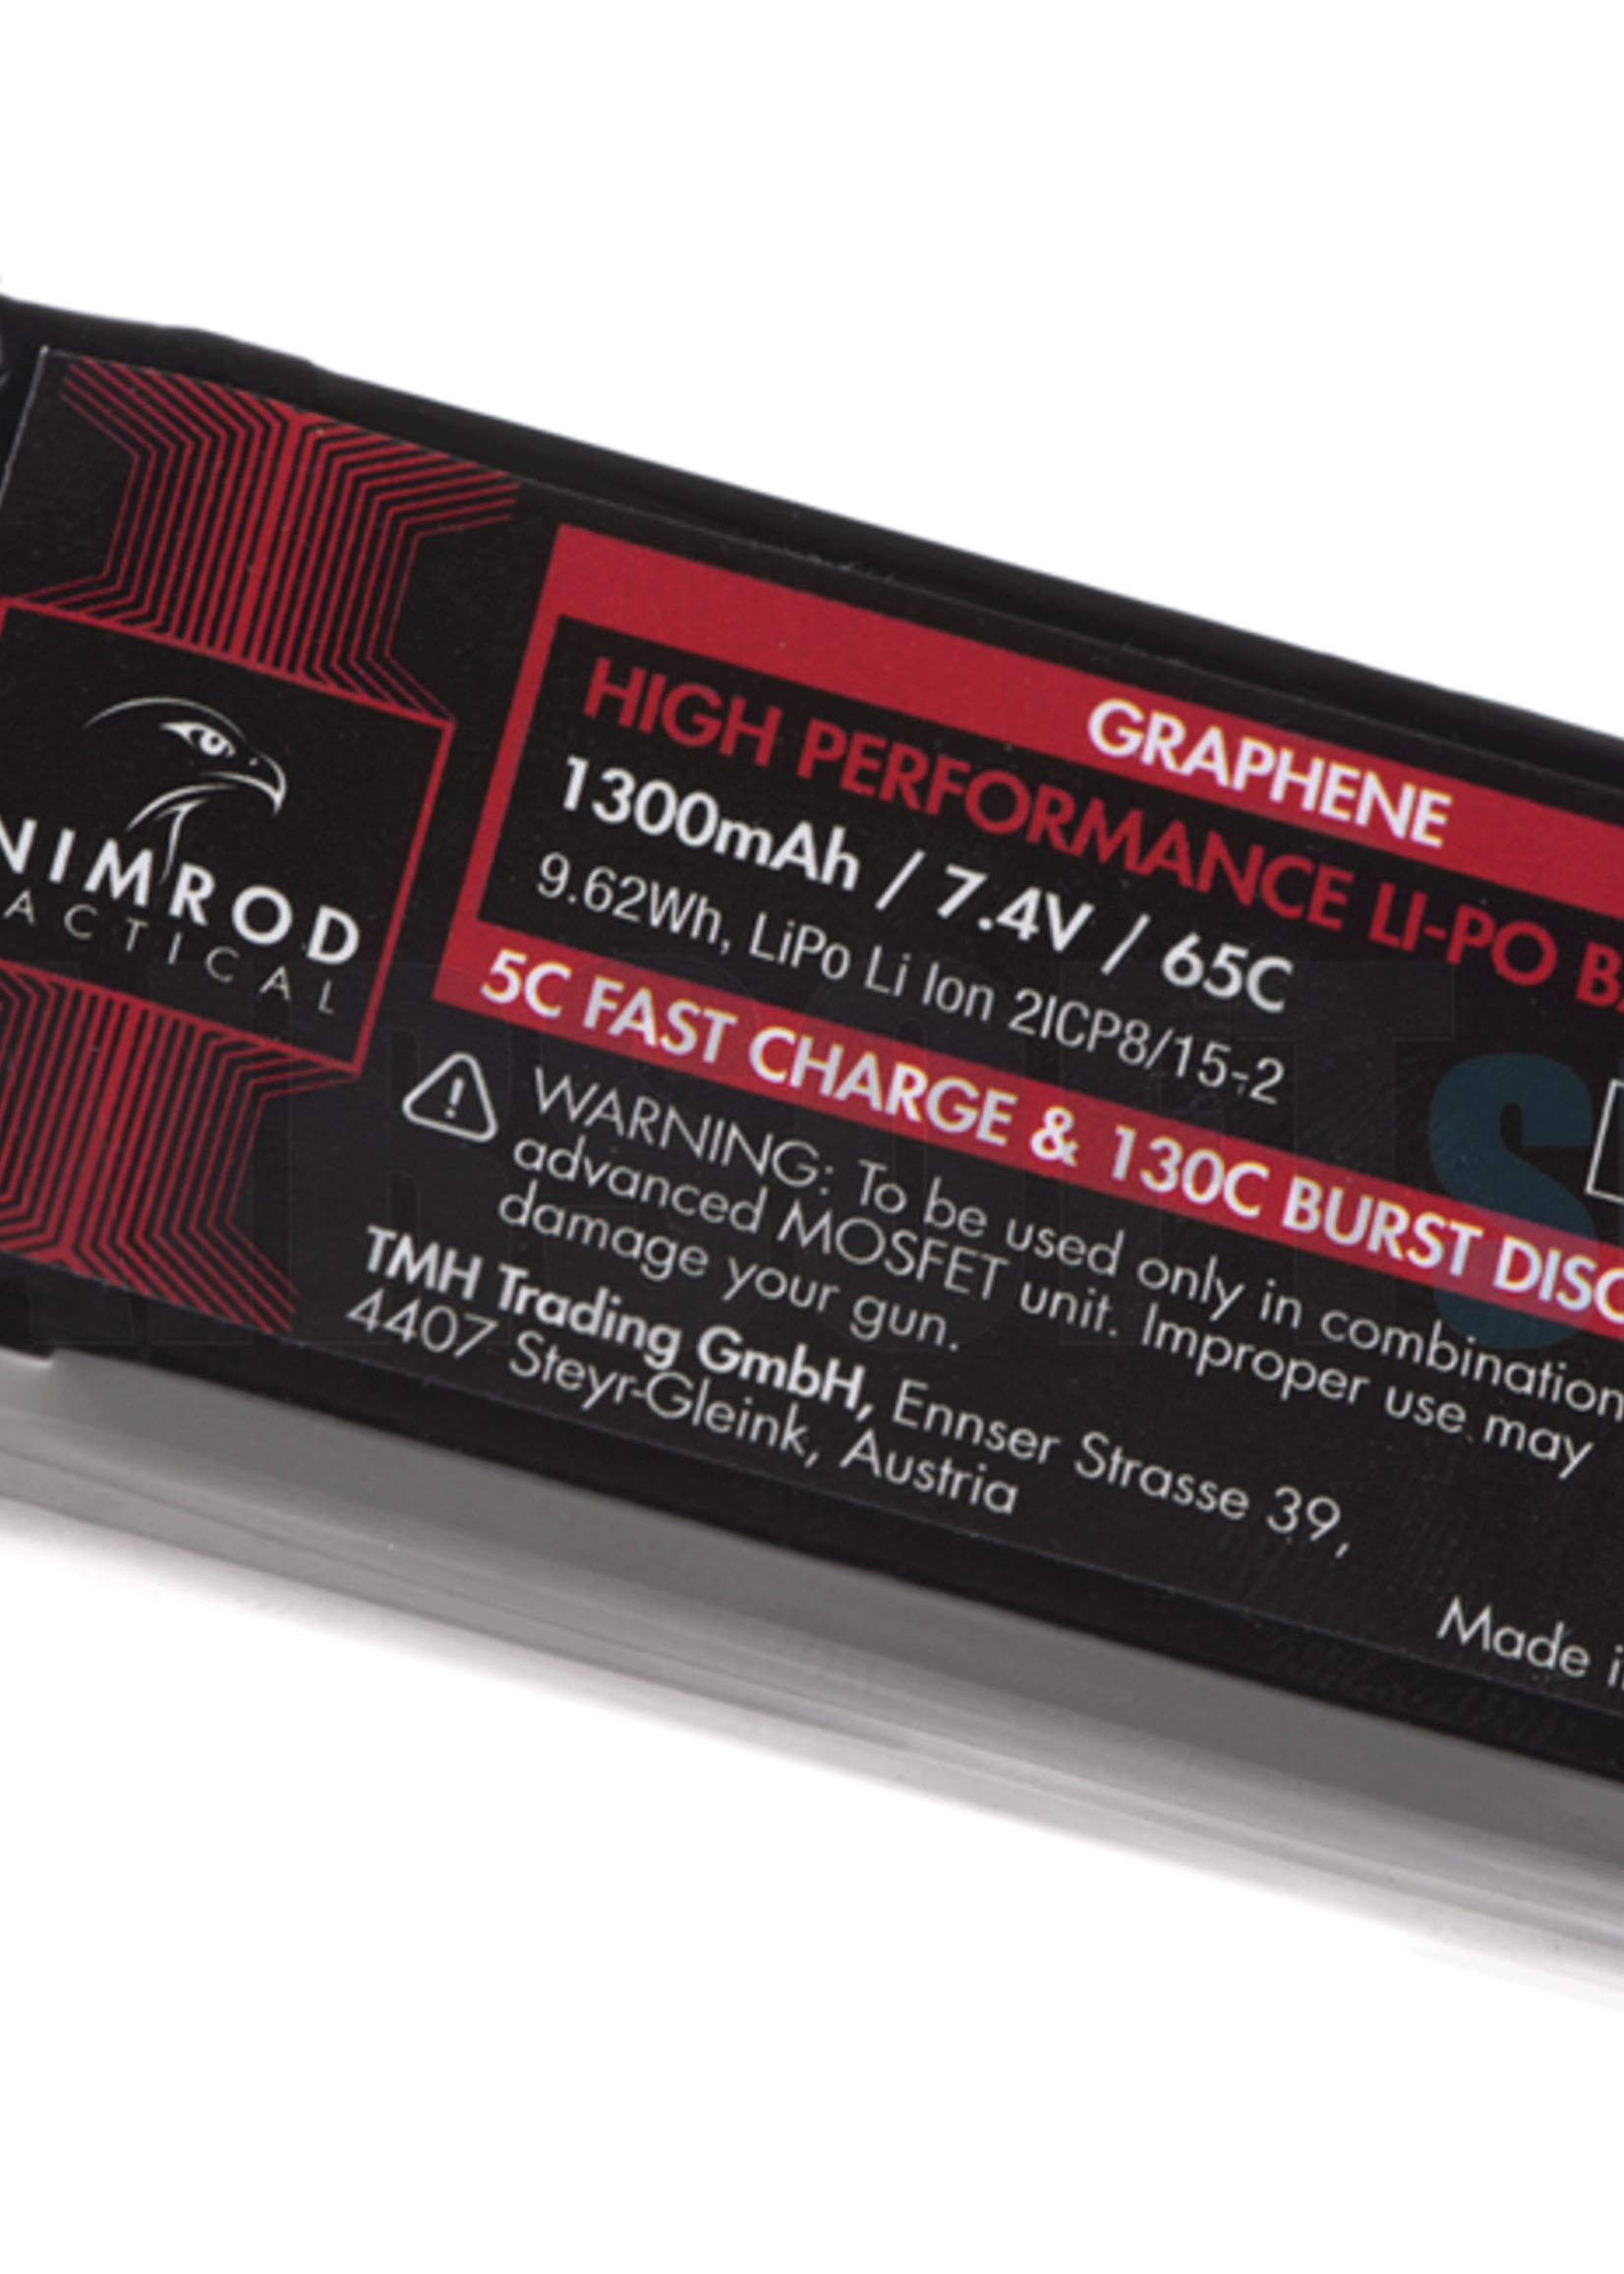 NIMROD
ACTICAL
GRAPHENE
HIGH PERFORMANCE LI-PO B
1300mAh / 7.4V / 65C
9.62Wh, LiPo Li Ion 2ICP8/15-2
5C FAST CHARGE & 130C BURST DISC
WARNING: To be used only in combination
advanced MOSFET unit. Improper use may
damage your gun.
TMH Trading GmbH, Ennser Strasse 39,
4407 Steyr-Gleink, Austria
Made i